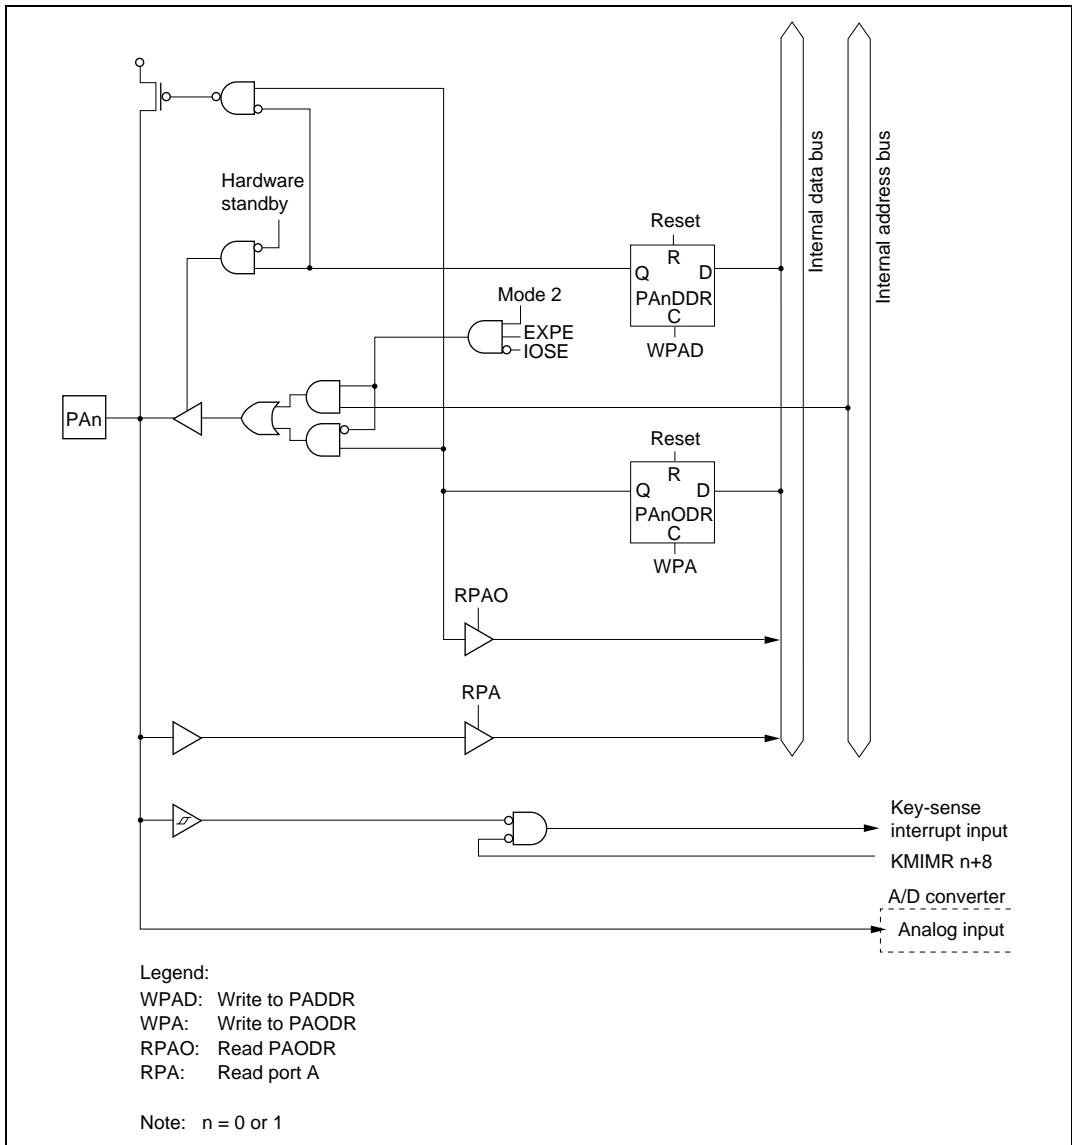 Hardware
standby
Internal data bus
Internal address bus
Reset
R
Q D
PAnDDR
C
WPAD
Mode 2
EXPE
IOSE
PAn
Reset
R
Q D
PAnODR
C
WPA
RPAO
RPA
Key-sense
interrupt input
KMIMR n+8
A/D converter
Analog input
Legend:
WPAD: Write to PADDR
WPA: Write to PAODR
RPAO: Read PAODR
RPA: Read port A
Note: n = 0 or 1